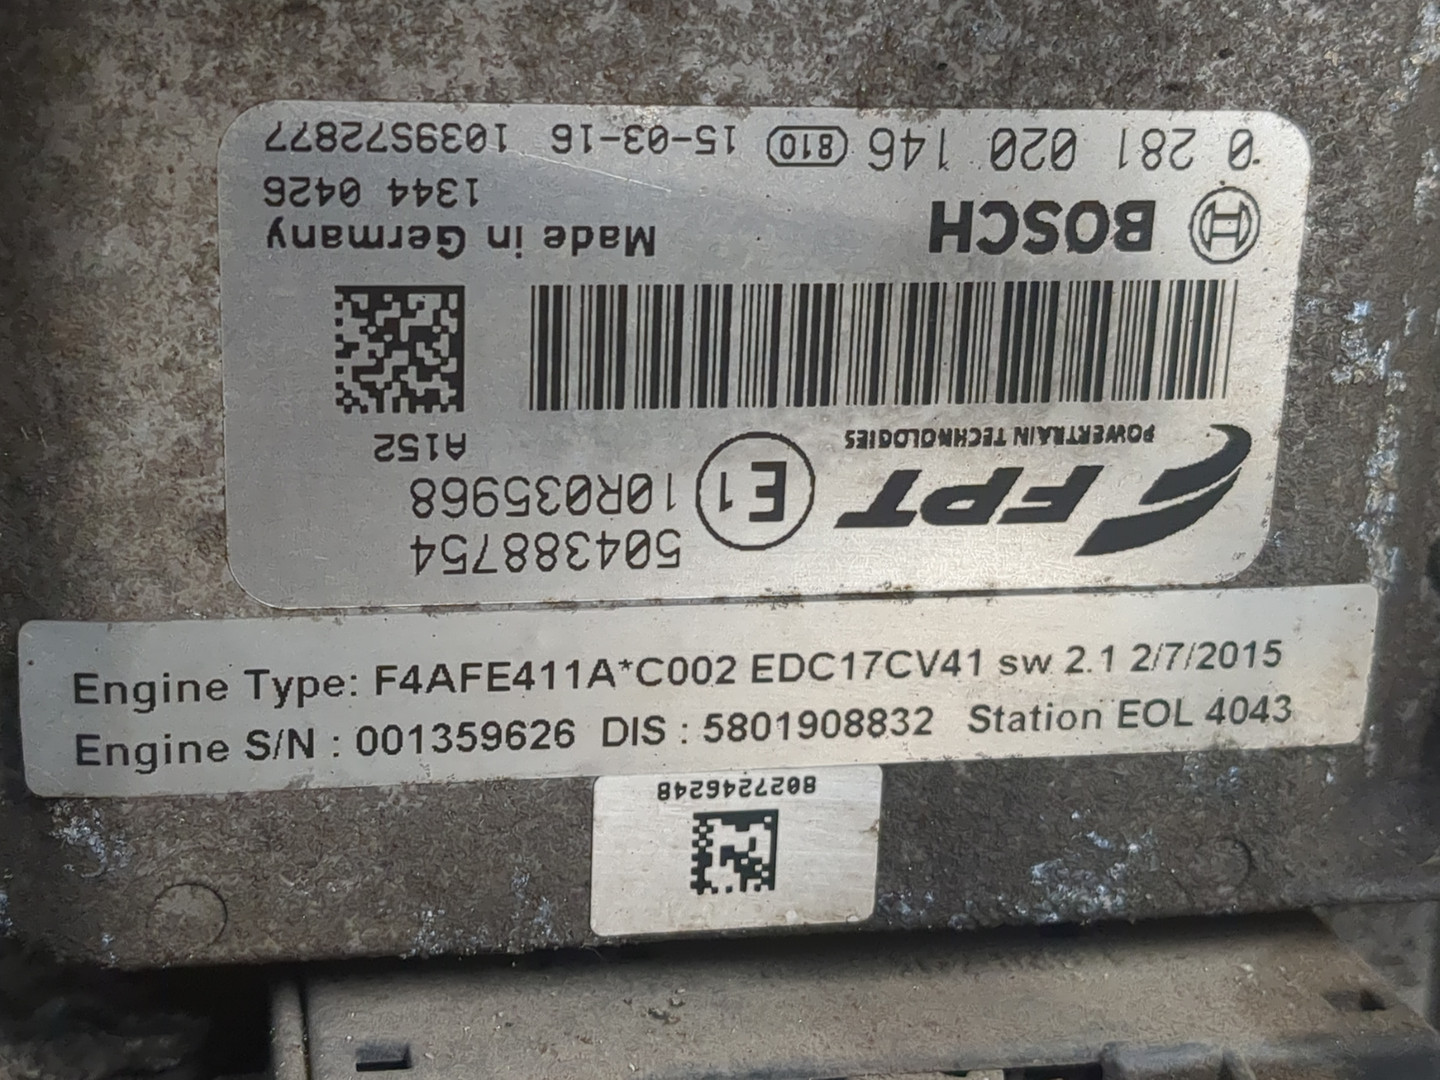 0 281 020 146 810 15-03-16 1039S72877
1344 0426
BOSCH Made in Germany
A152
POWERTRAIN TECHNOLOGIES
FPT E1 10R035968
504388754
Engine Type: F4AFE411A*C002 EDC17CV41 sw 2.1 2/7/2015
Engine S/N : 001359626 DIS : 5801908832 Station EOL 4043
8027246248